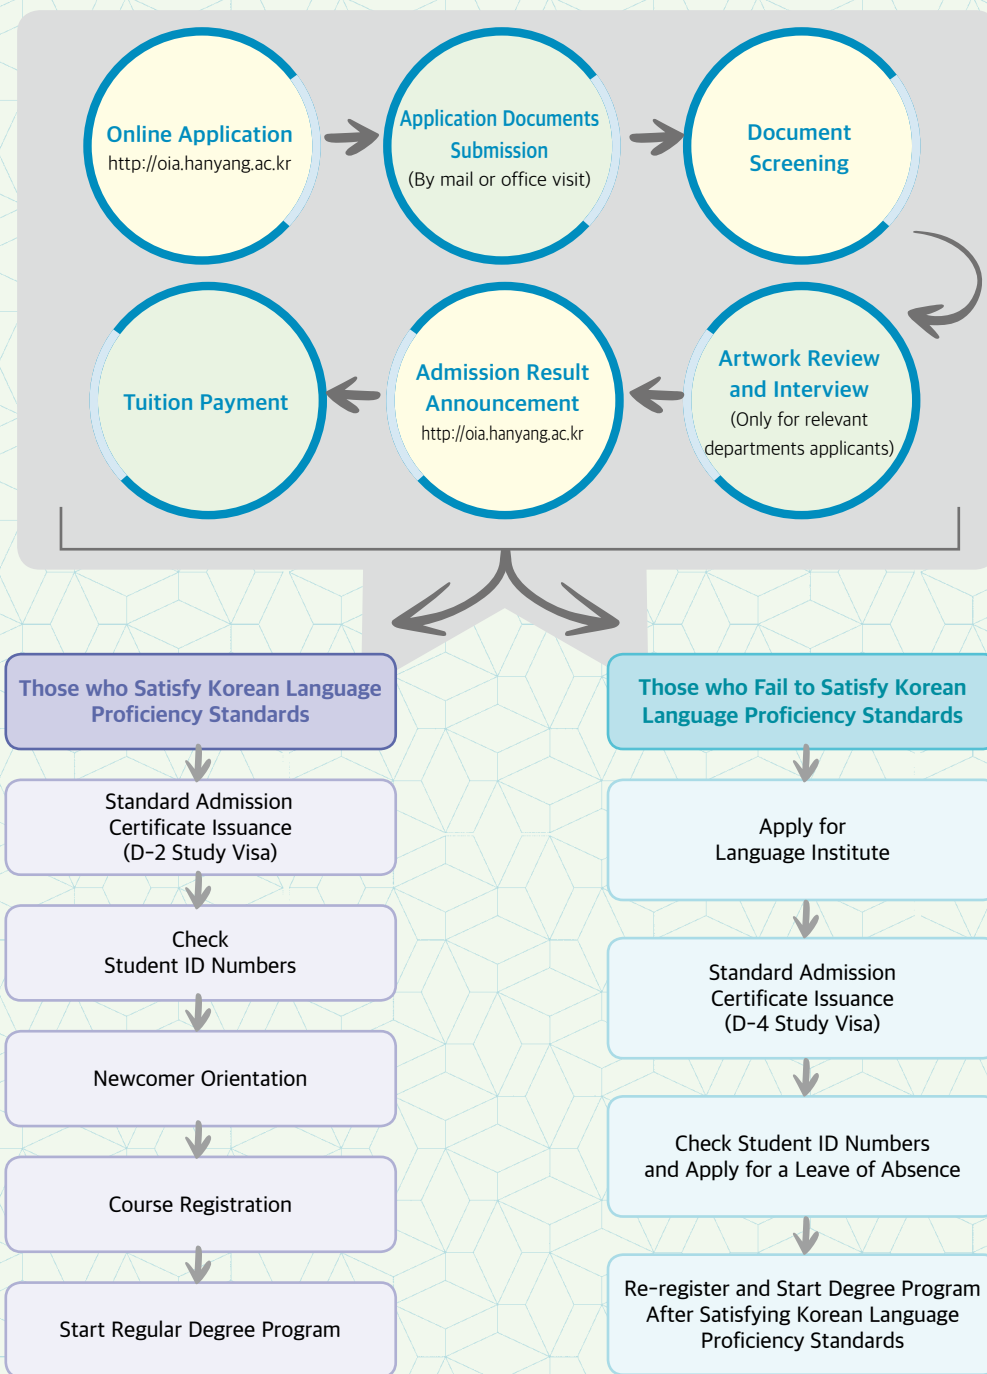 Online Application
http://oia.hanyang.ac.kr
Application Documents
Submission
(By mail or office visit)
Document
Screening
Artwork Review
and Interview
(Only for relevant
departments applicants)
Admission Result
Announcement
http://oia.hanyang.ac.kr
Tuition Payment
Those who Satisfy Korean Language
Proficiency Standards
Standard Admission
Certificate Issuance
(D-2 Study Visa)
Check
Student ID Numbers
Newcomer Orientation
Course Registration
Start Regular Degree Program
Those who Fail to Satisfy Korean
Language Proficiency Standards
Apply for
Language Institute
Standard Admission
Certificate Issuance
(D-4 Study Visa)
Check Student ID Numbers
and Apply for a Leave of Absence
Re-register and Start Degree Program
After Satisfying Korean Language
Proficiency Standards